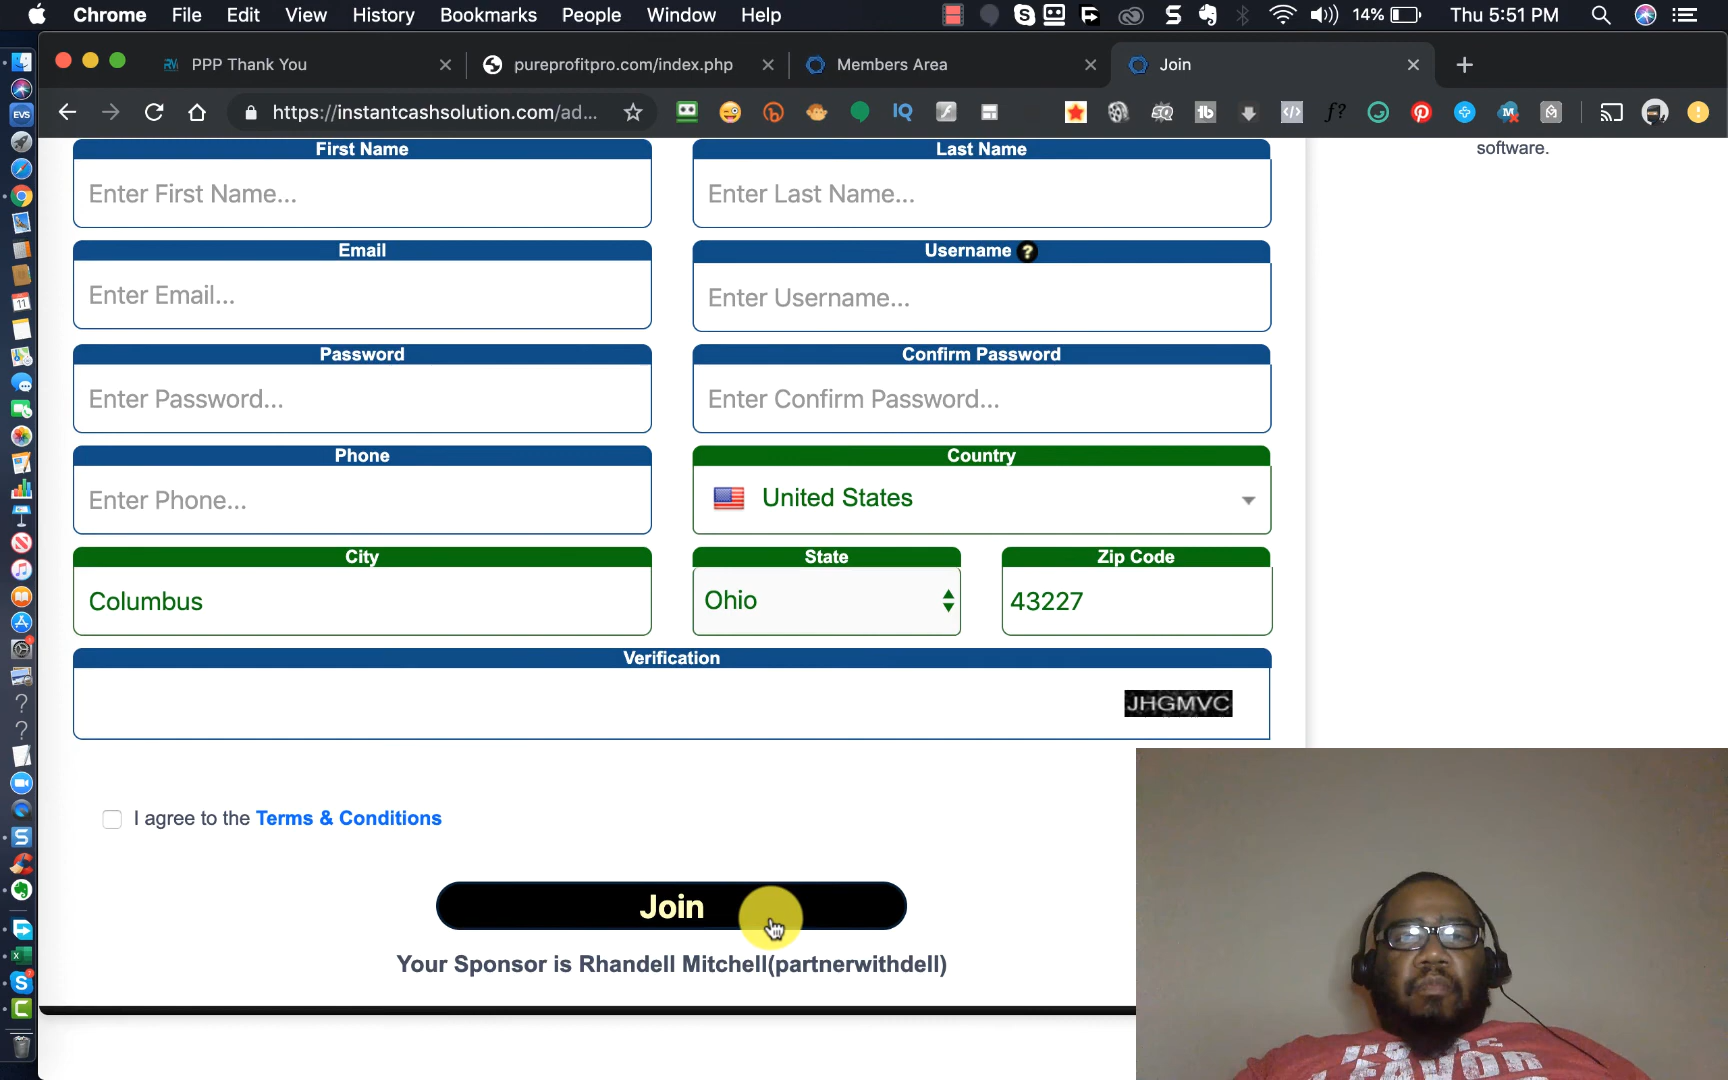 Chrome File Edit View History Bookmarks People Window Help 14% Thu 5:51 PM
PPP Thank You pureprofitpro.com/index.php Members Area Join
https://instantcashsolution.com/ad...
software.
First Name Last Name
Enter First Name... Enter Last Name...
Email Username ?
Enter Email... Enter Username...
Password Confirm Password
Enter Password... Enter Confirm Password...
Phone Country
Enter Phone... United States
City State Zip Code
Columbus Ohio 43227
Verification
JHGMVC
I agree to the Terms & Conditions
Join
Your Sponsor is Rhandell Mitchell(partnerwithdell)